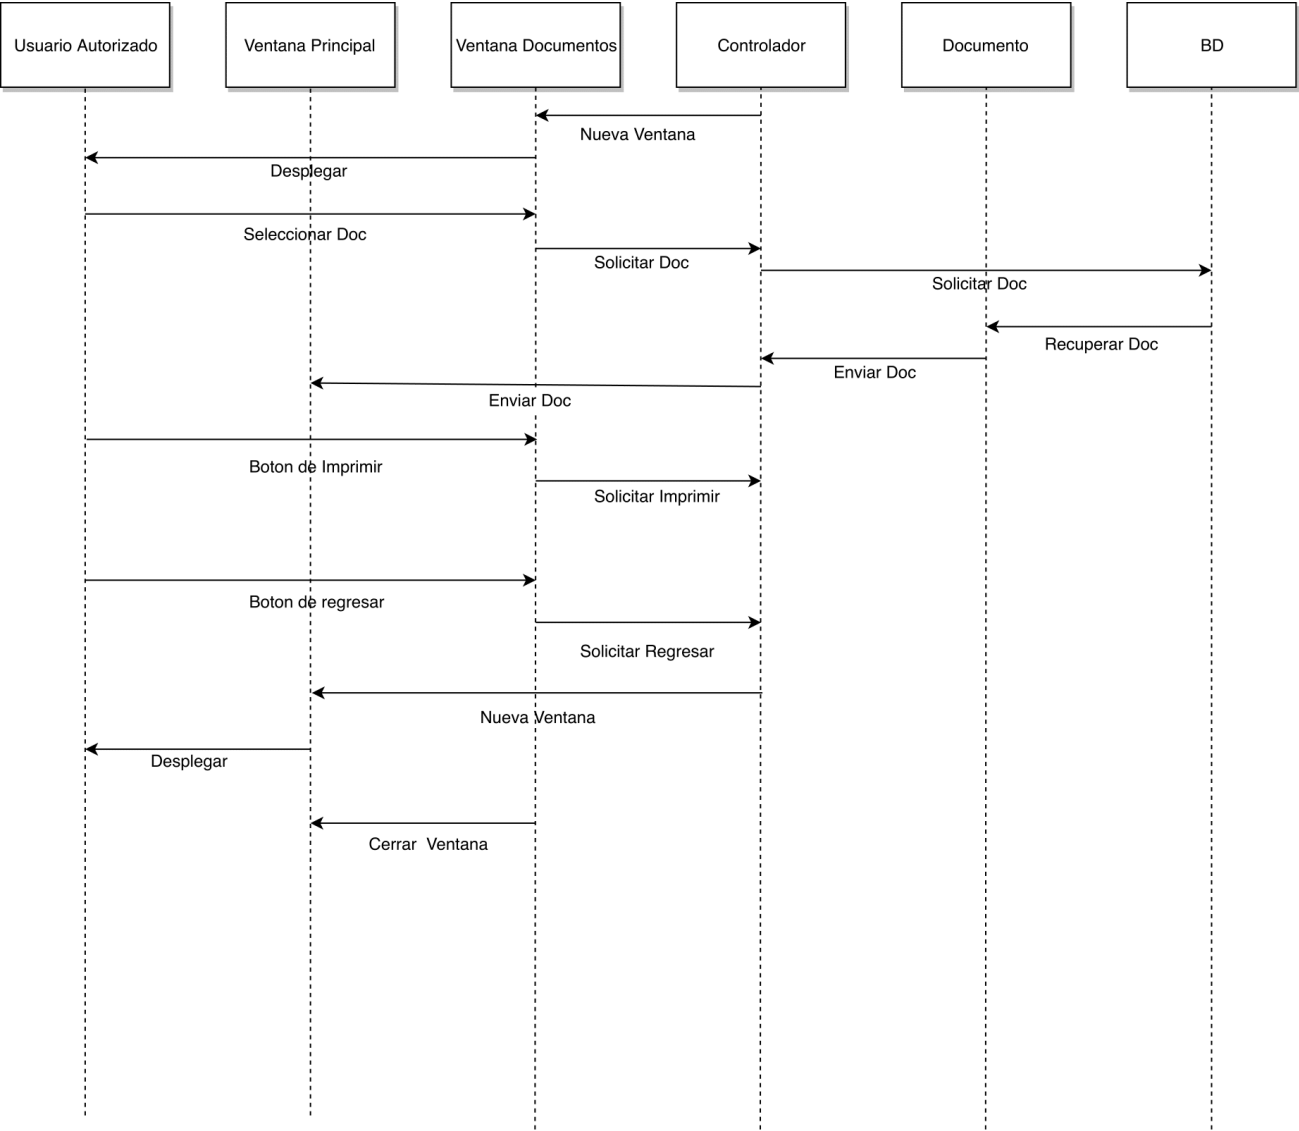 Usuario Autorizado
Ventana Principal
Ventana Documentos
Controlador
Documento
BD
Nueva Ventana
Desplegar
Seleccionar Doc
Solicitar Doc
Solicitar Doc
Recuperar Doc
Enviar Doc
Enviar Doc
Boton de Imprimir
Solicitar Imprimir
Boton de regresar
Solicitar Regresar
Nueva Ventana
Desplegar
Cerrar  Ventana